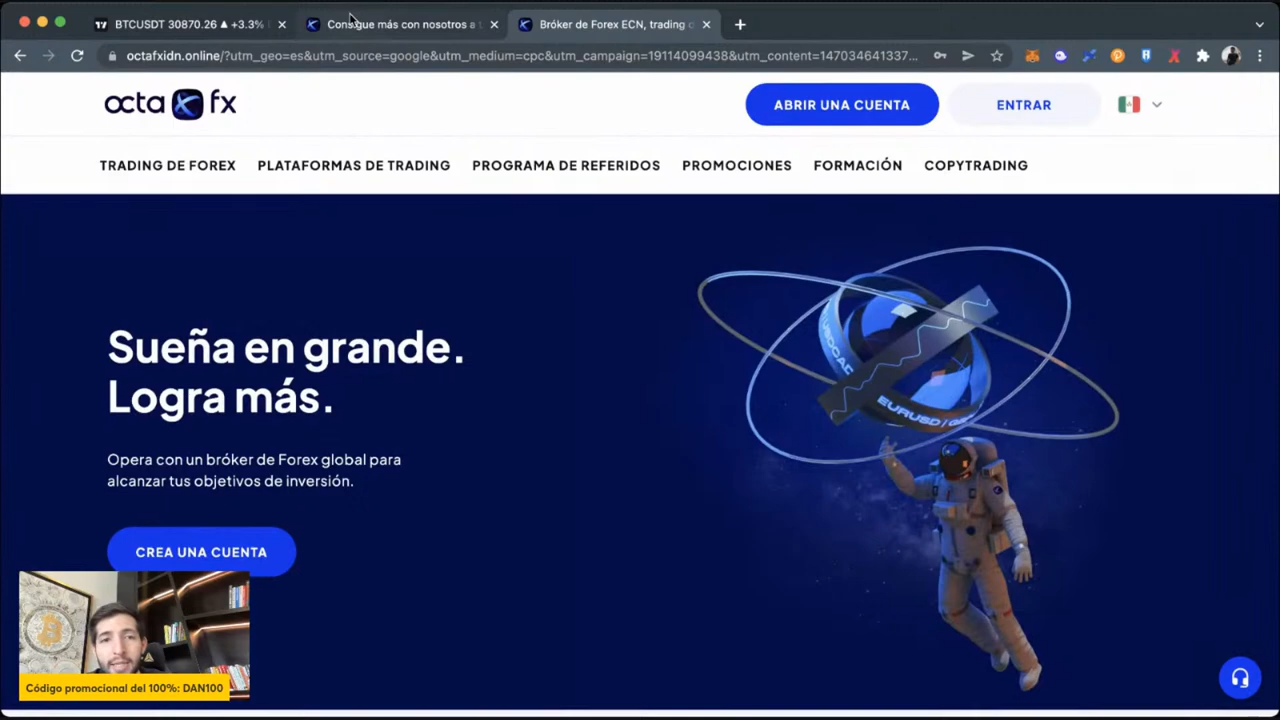 BTCUSDT 30870.26 ▲ +3.3%
Consigue más con nosotros a t
Bróker de Forex ECN, trading d
octafxidn.online/?utm_geo=es&utm_source=google&utm_medium=cpc&utm_campaign=19114099438&utm_content=147034641337...
octa fx
ABRIR UNA CUENTA
ENTRAR
TRADING DE FOREX
PLATAFORMAS DE TRADING
PROGRAMA DE REFERIDOS
PROMOCIONES
FORMACIÓN
COPYTRADING
Sueña en grande.
Logra más.
Opera con un bróker de Forex global para
alcanzar tus objetivos de inversión.
CREA UNA CUENTA
EURUSD / GB
Código promocional del 100%: DAN100